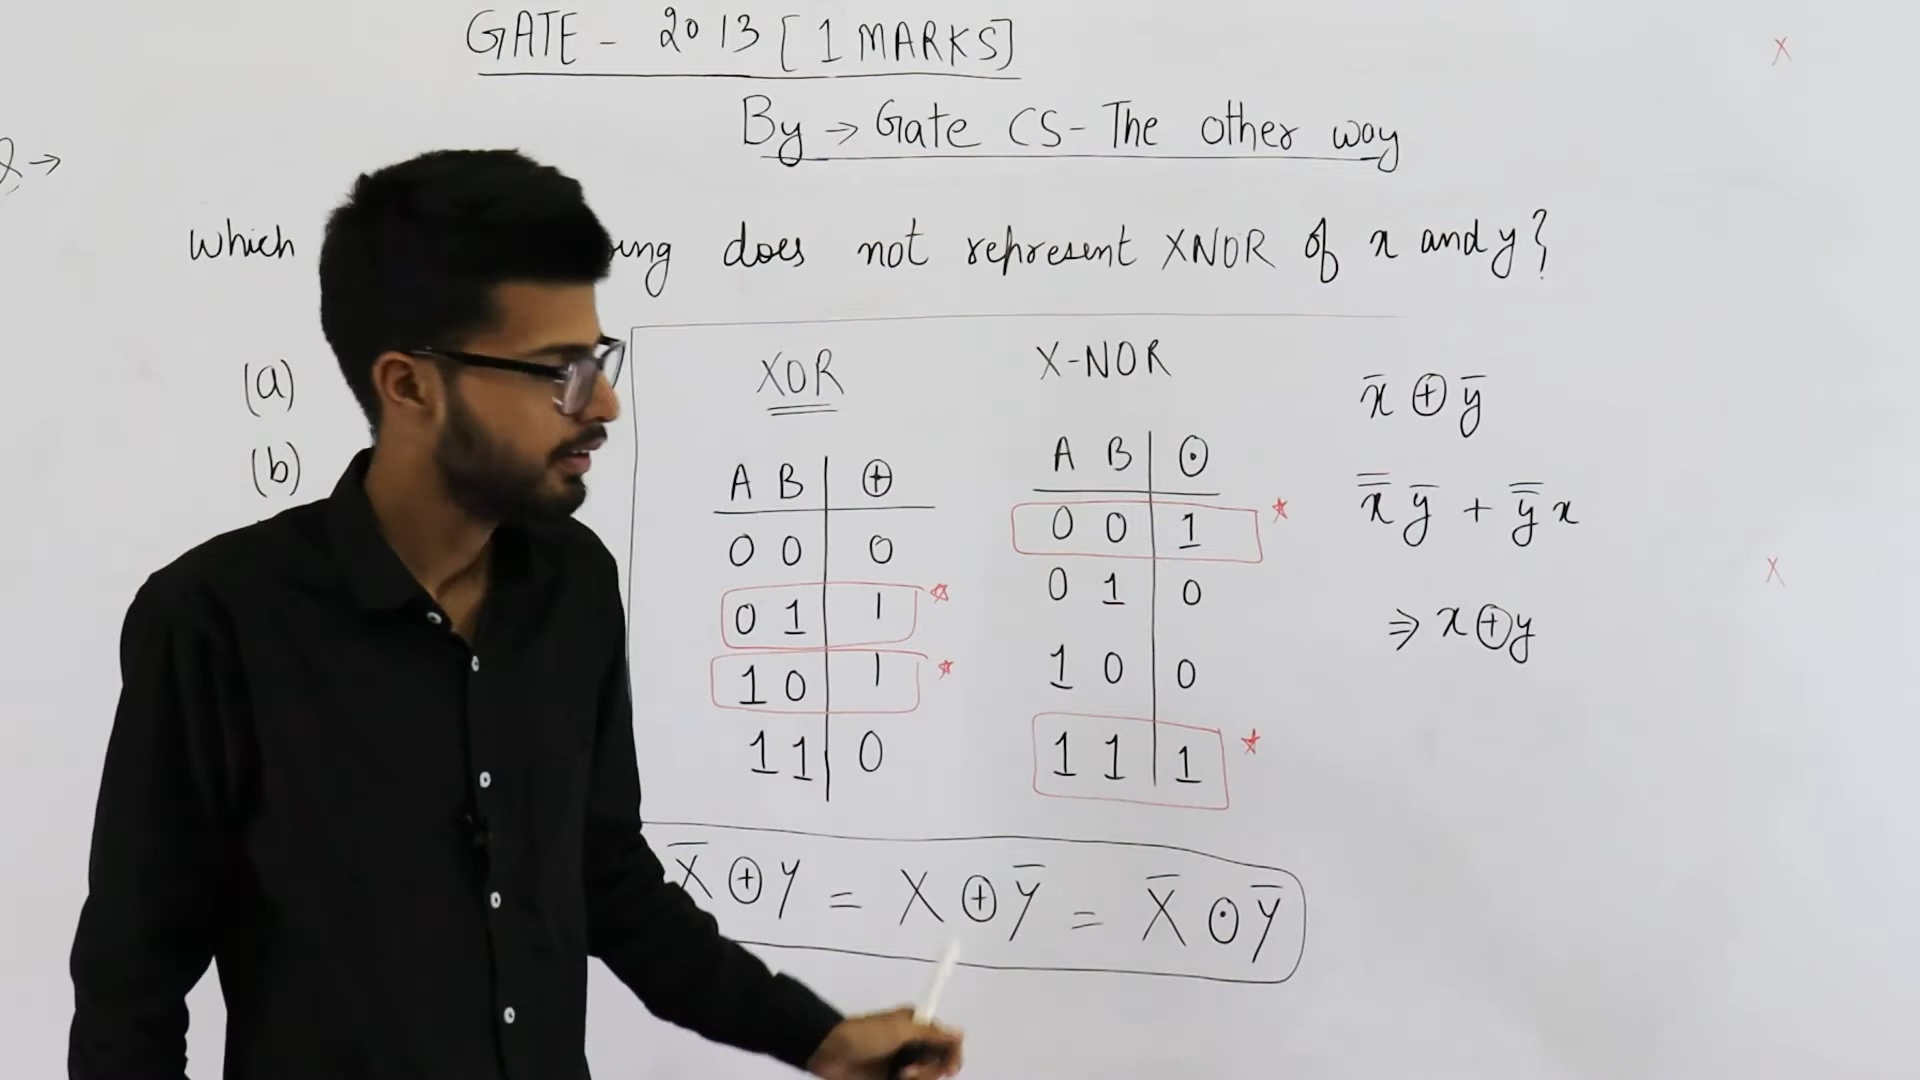 GATE - 2013 [1 MARKS]
By → Gate CS - The other way
Which does not represent XNOR of x and y?
(a)
(b)
XOR
A B ⊕
0 0 0
0 1 1
1 0 1
1 1 0
X-NOR
A B ⊙
0 0 1
0 1 0
1 0 0
1 1 1
x̄ ⊕ ȳ
x̿ ȳ + y̿ x
⇒ x ⊕ y
X̄ ⊕ Y = X ⊕ Ȳ = X̄ ⊙ Ȳ